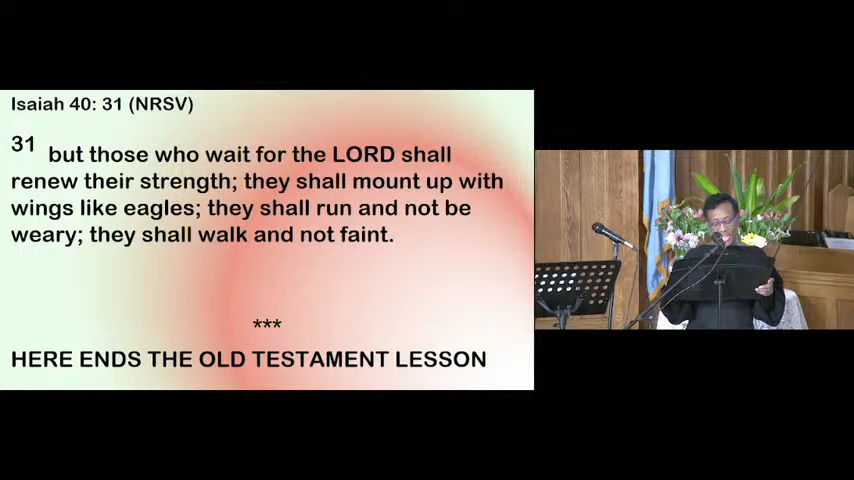 Isaiah 40: 31 (NRSV)
31 but those who wait for the LORD shall
renew their strength; they shall mount up with
wings like eagles; they shall run and not be
weary; they shall walk and not faint.
***
HERE ENDS THE OLD TESTAMENT LESSON